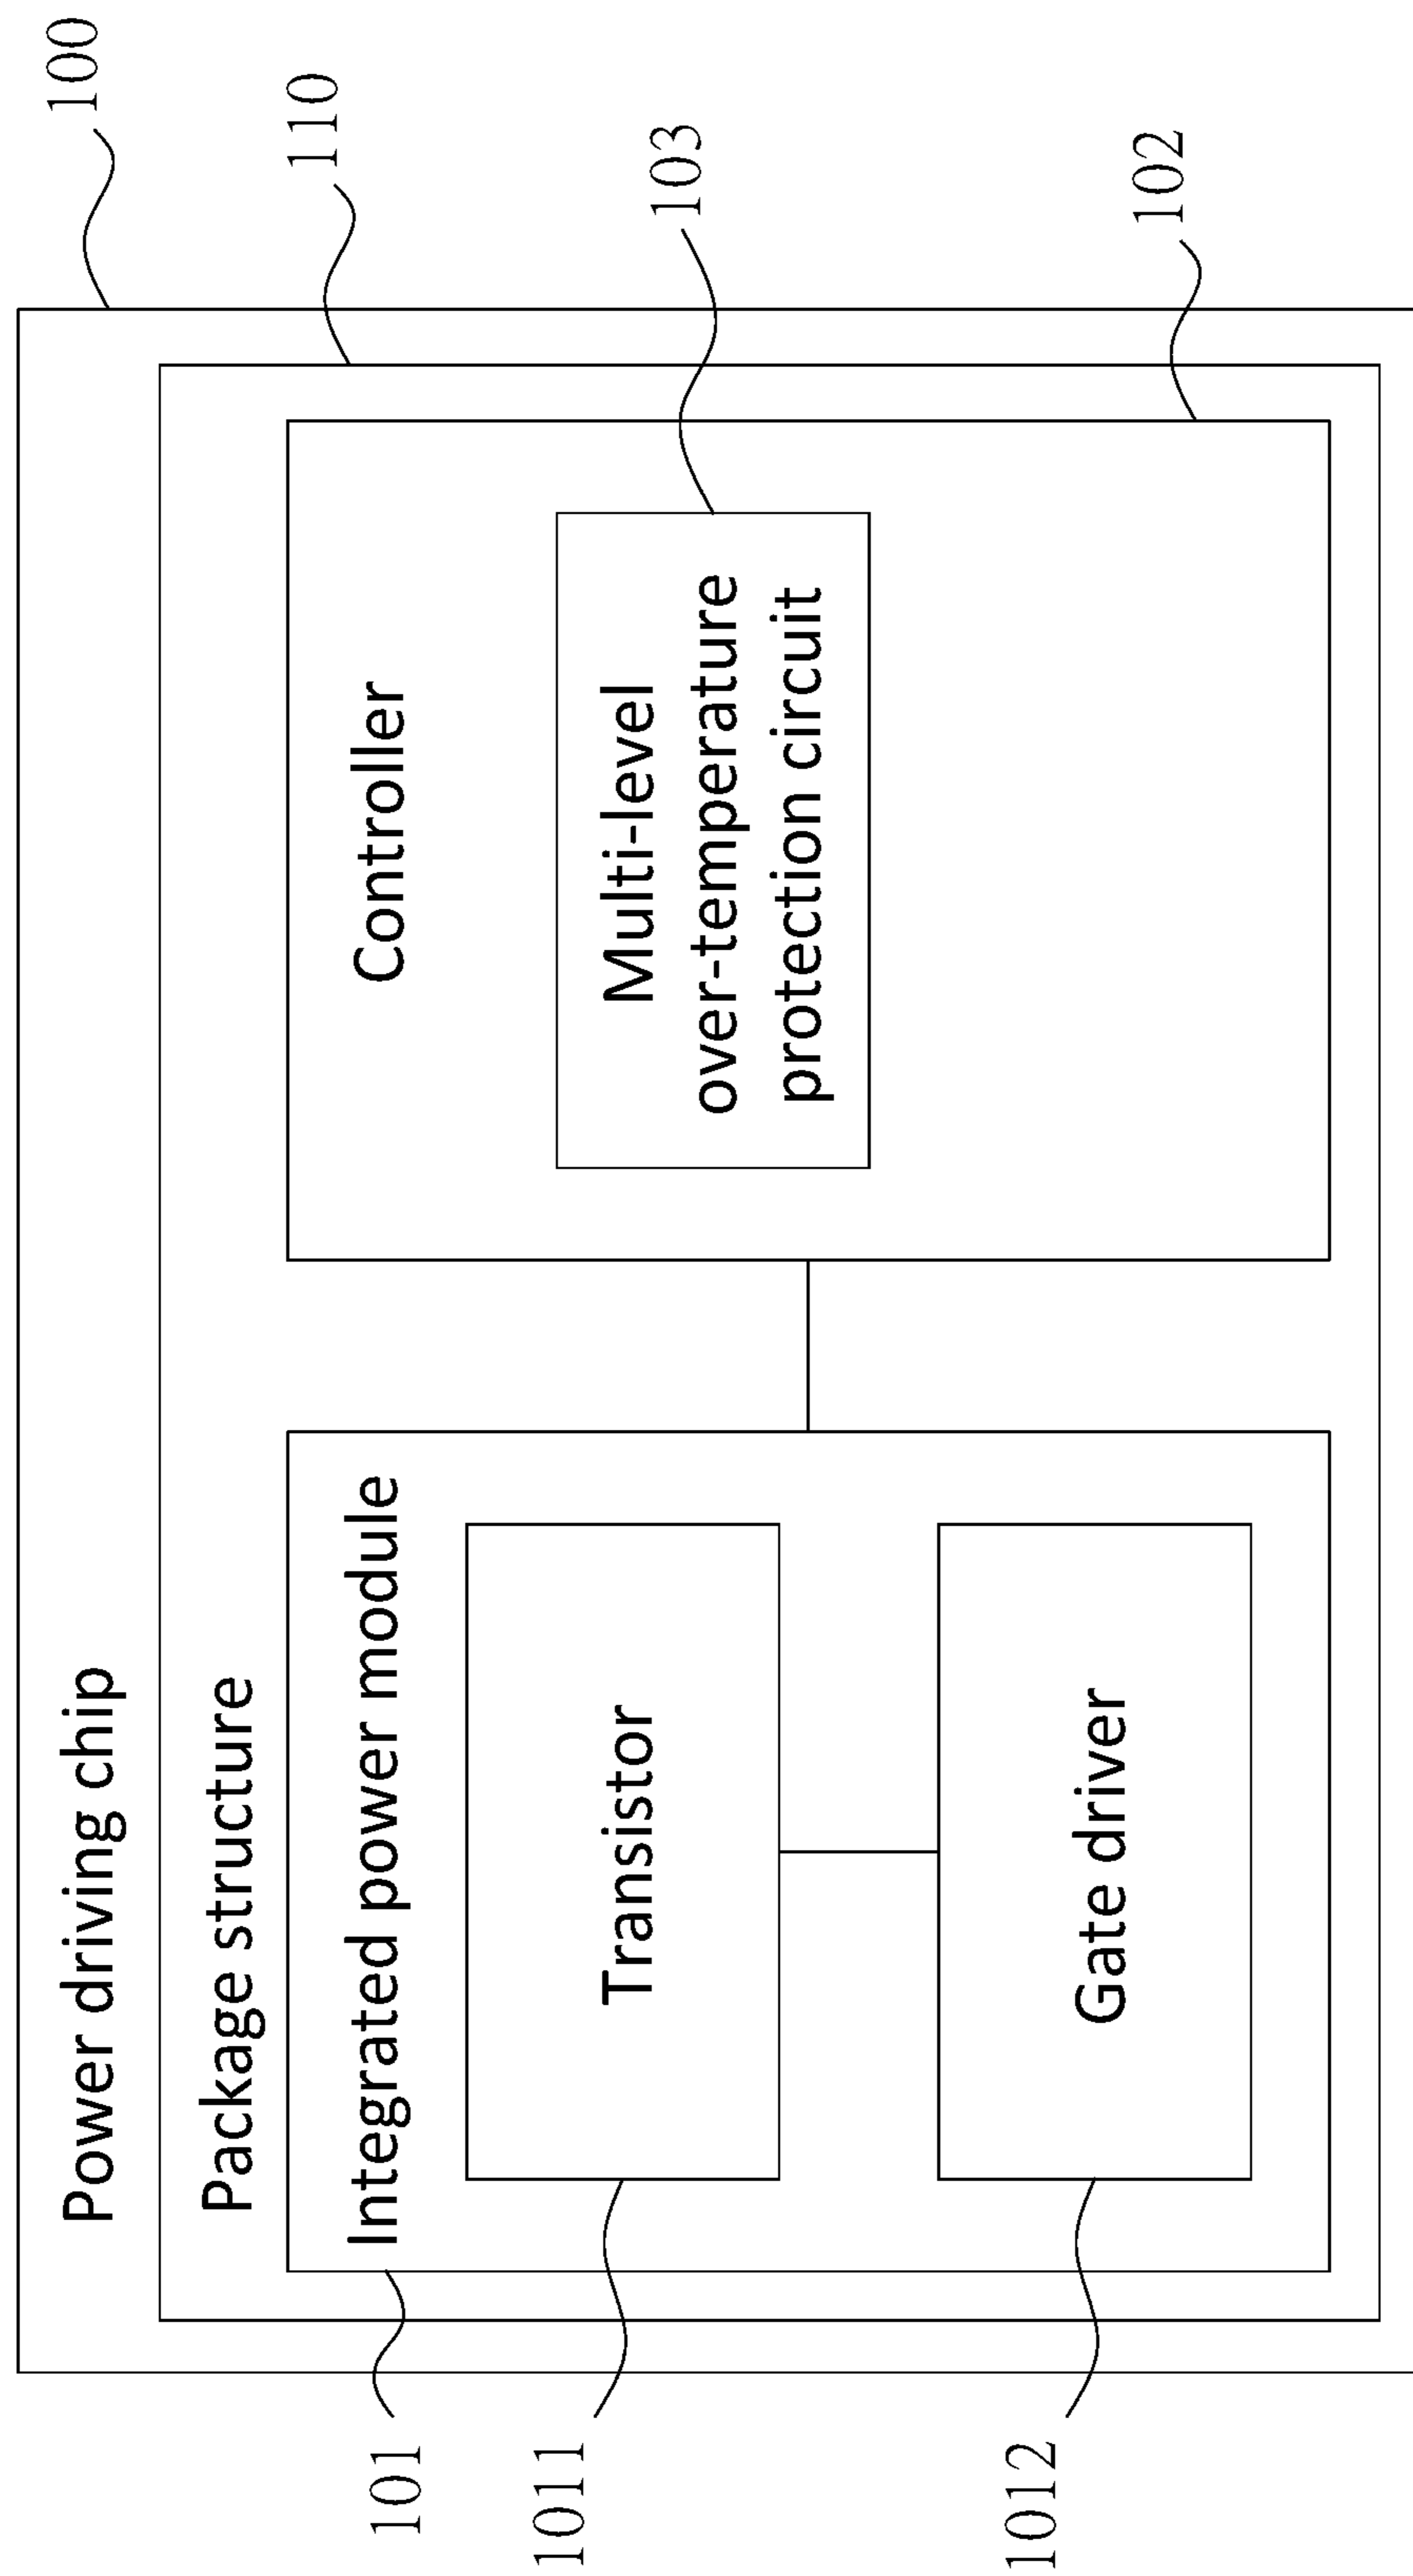 Power driving chip
100
Package structure
110
Integrated power module
101
Controller
Transistor
1011
Multi-level
over-temperature
protection circuit
103
Gate driver
1012
102